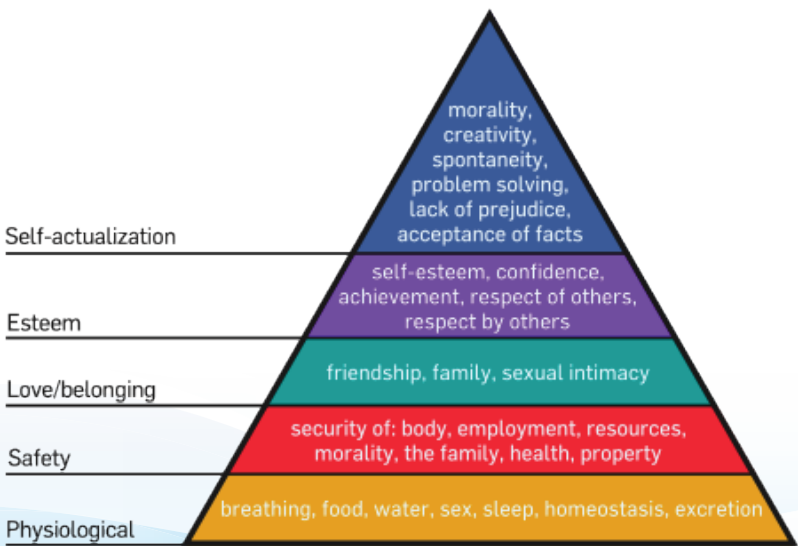 morality,
creativity,
spontaneity,
problem solving,
lack of prejudice,
acceptance of facts
Self-actualization
self-esteem, confidence,
achievement, respect of others,
respect by others
Esteem
friendship, family, sexual intimacy
Love/belonging
security of: body, employment, resources,
morality, the family, health, property
Safety
breathing, food, water, sex, sleep, homeostasis, excretion
Physiological